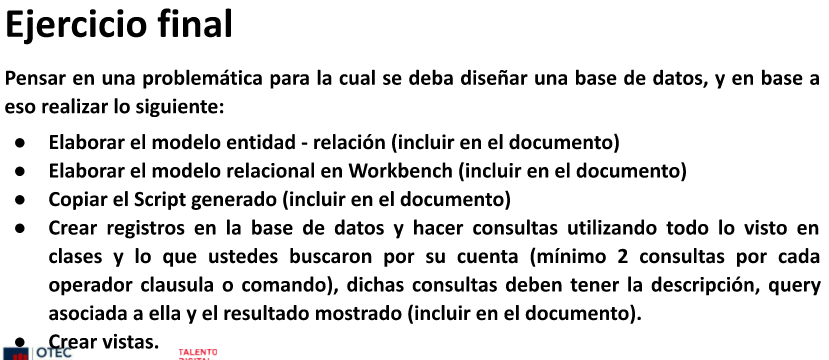 Ejercicio final
Pensar en una problemática para la cual se deba diseñar una base de datos, y en base a
eso realizar lo siguiente:
● Elaborar el modelo entidad - relación (incluir en el documento)
● Elaborar el modelo relacional en Workbench (incluir en el documento)
● Copiar el Script generado (incluir en el documento)
● Crear registros en la base de datos y hacer consultas utilizando todo lo visto en
clases y lo que ustedes buscaron por su cuenta (mínimo 2 consultas por cada
operador clausula o comando), dichas consultas deben tener la descripción, query
asociada a ella y el resultado mostrado (incluir en el documento).
● Crear vistas.
OTEC
TALENTO